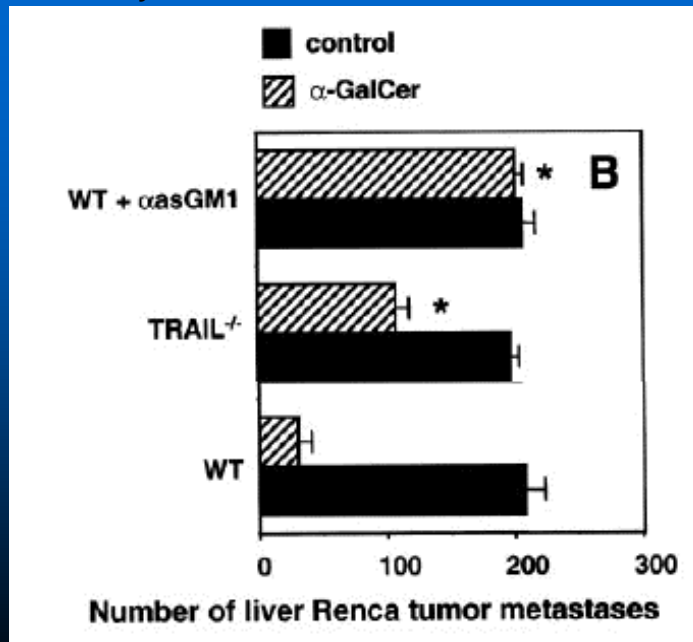 control
α-GalCer
B
WT + αasGM1
*
TRAIL-/-
*
WT
0 100 200 300
Number of liver Renca tumor metastases